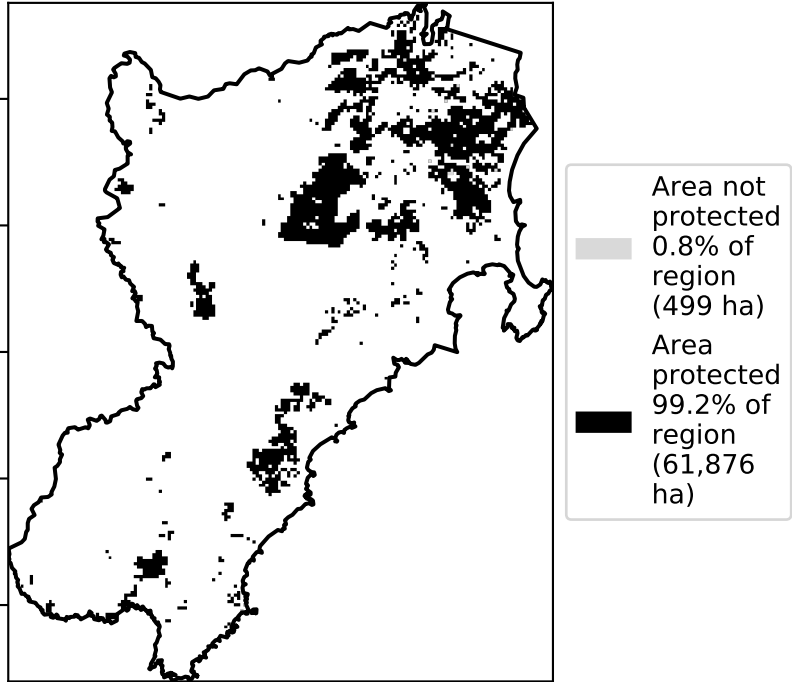 Area not
protected
0.8% of
region
(499 ha)
Area
protected
99.2% of
region
(61,876
ha)